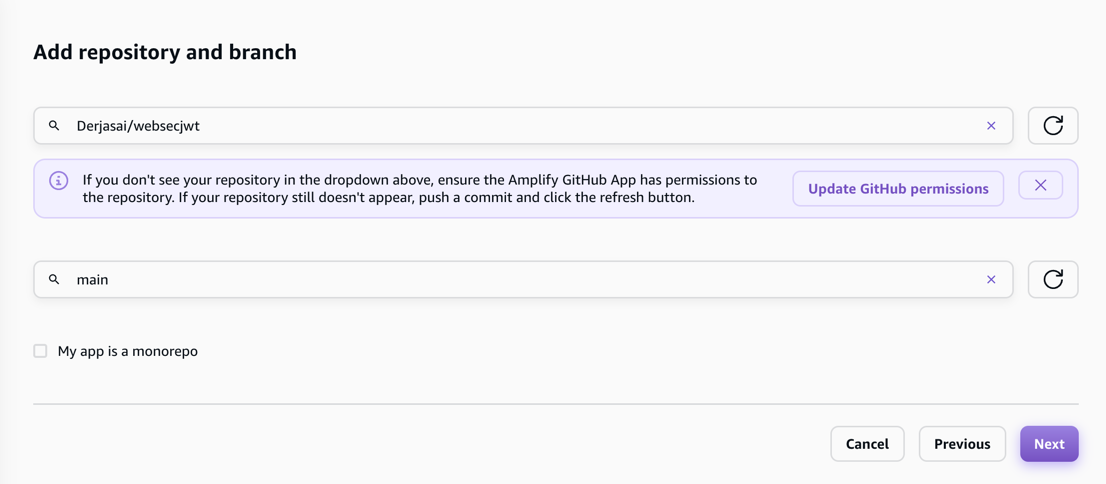 Add repository and branch
Derjasai/websecjwt
If you don't see your repository in the dropdown above, ensure the Amplify GitHub App has permissions to
the repository. If your repository still doesn't appear, push a commit and click the refresh button.
Update GitHub permissions
main
My app is a monorepo
Cancel
Previous
Next